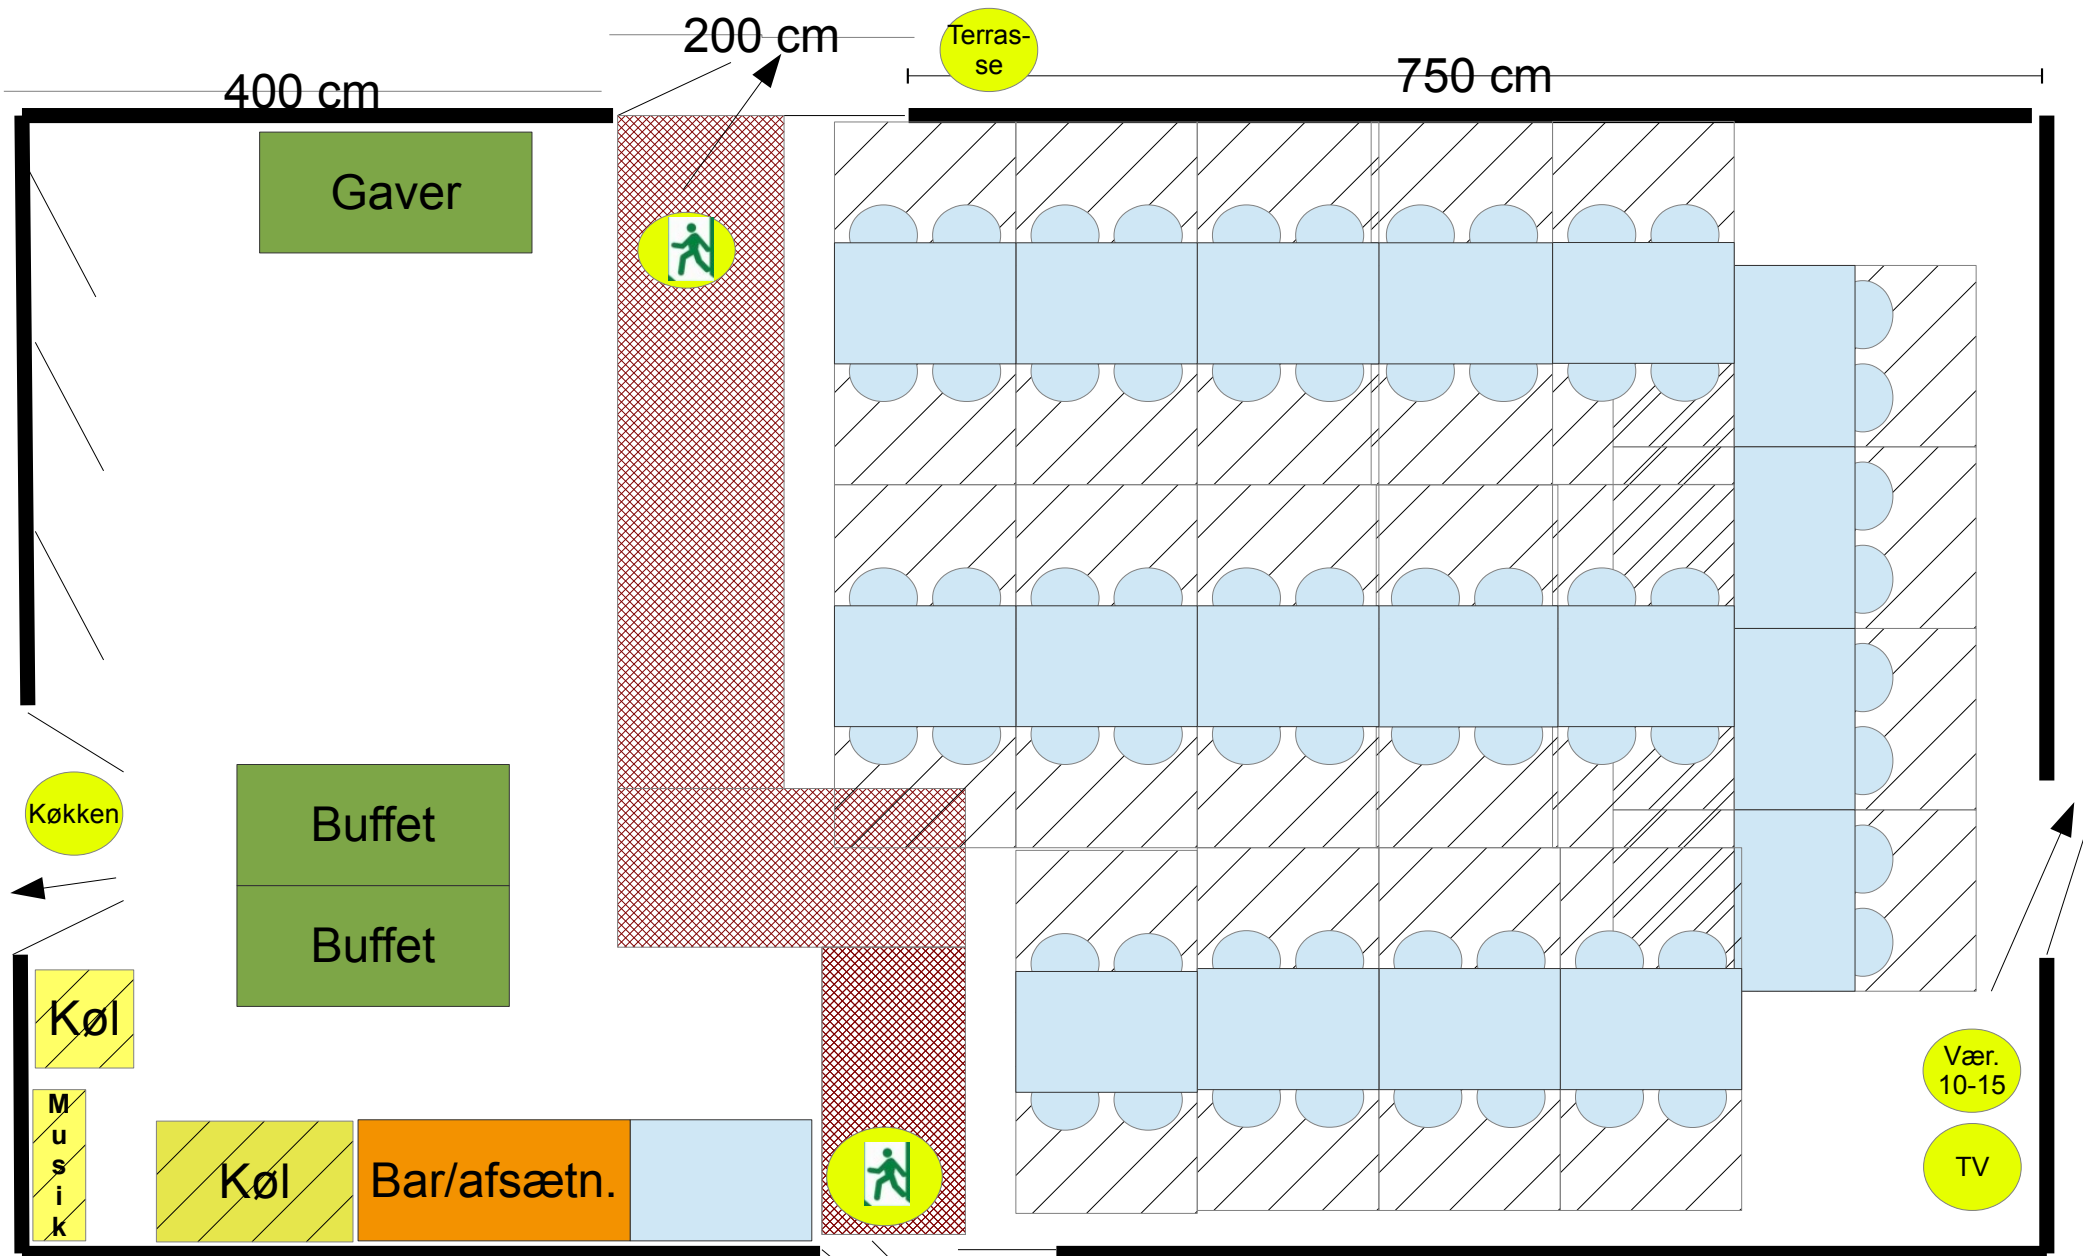 200 cm
Terras-
se
750 cm
400 cm
Gaver
Køkken
Buffet
Buffet
Køl
Musik
Køl
Bar/afsætn.
Vær.
10-15
TV